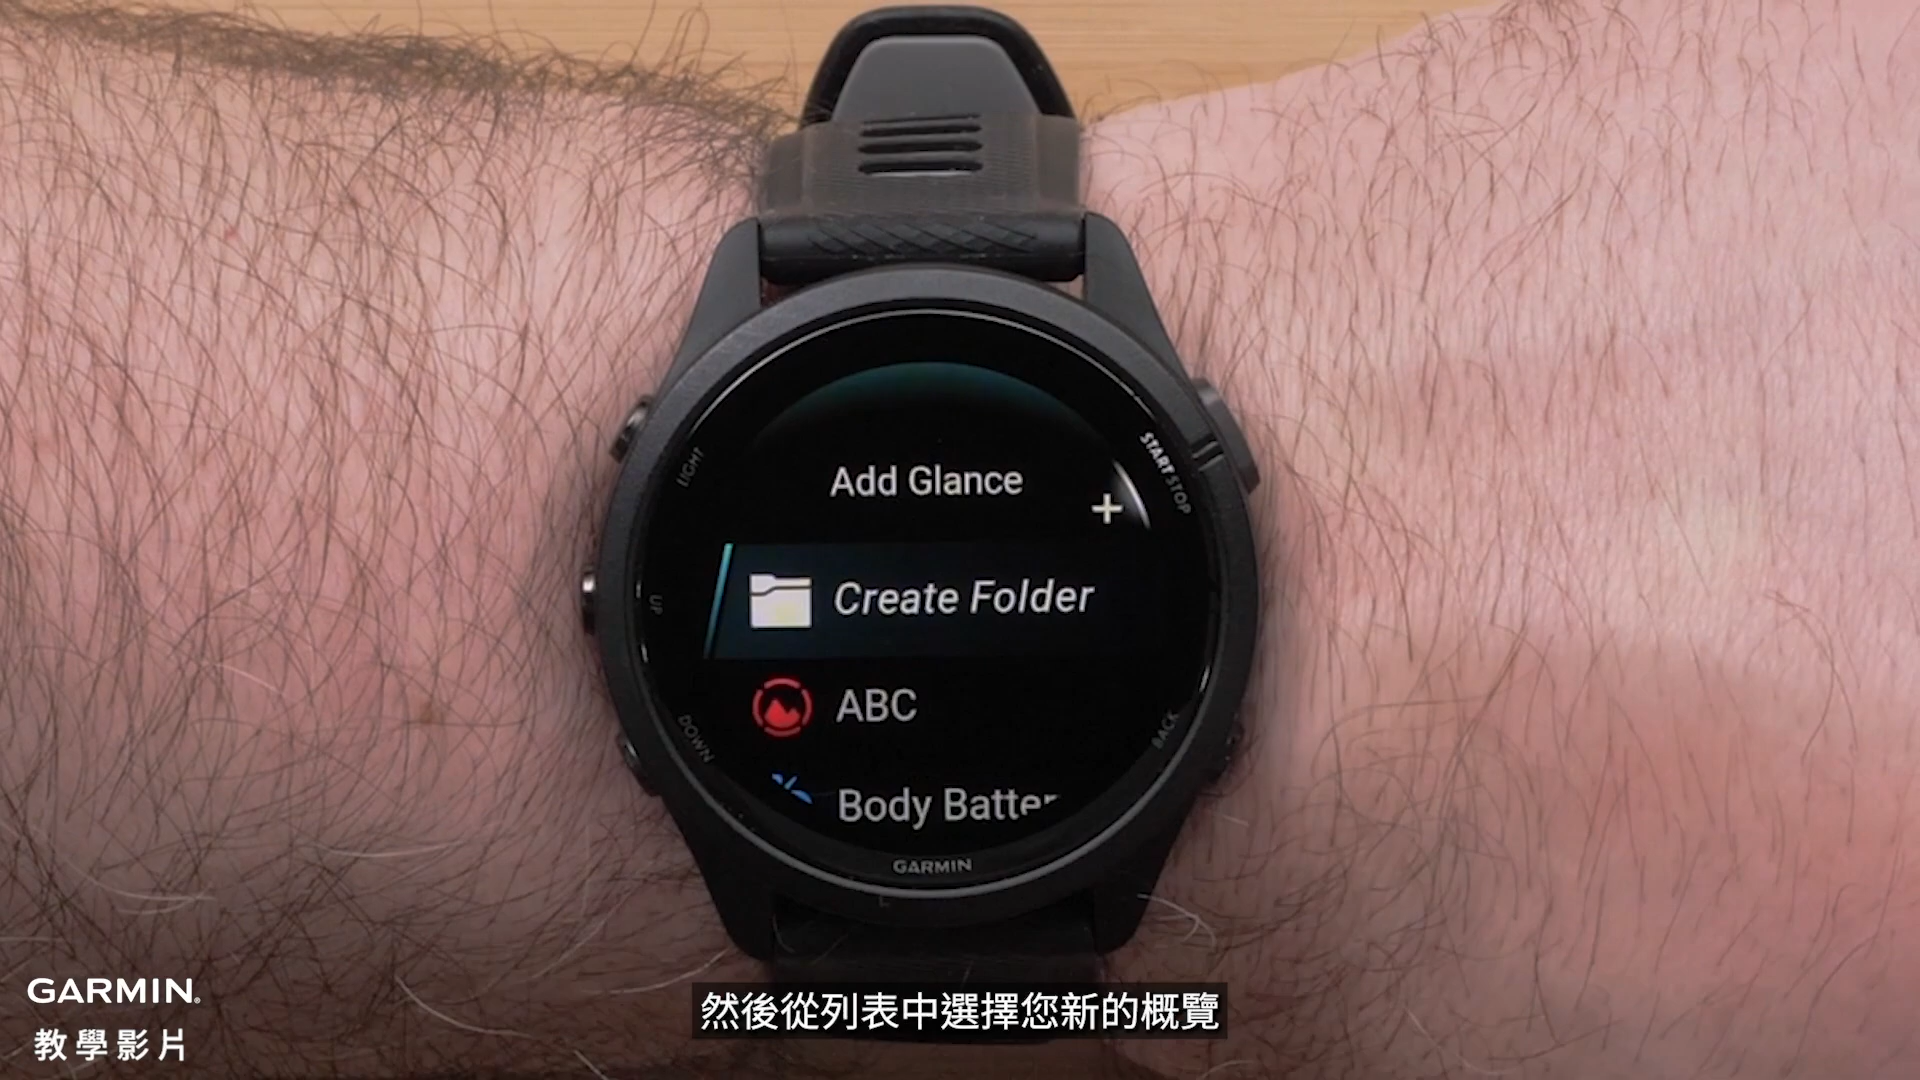 LIGHT
START STOP
Add Glance
+
Create Folder
UP
ABC
DOWN
BACK
Body Batter
GARMIN
GARMIN®
教學影片
然後從列表中選擇您新的概覽